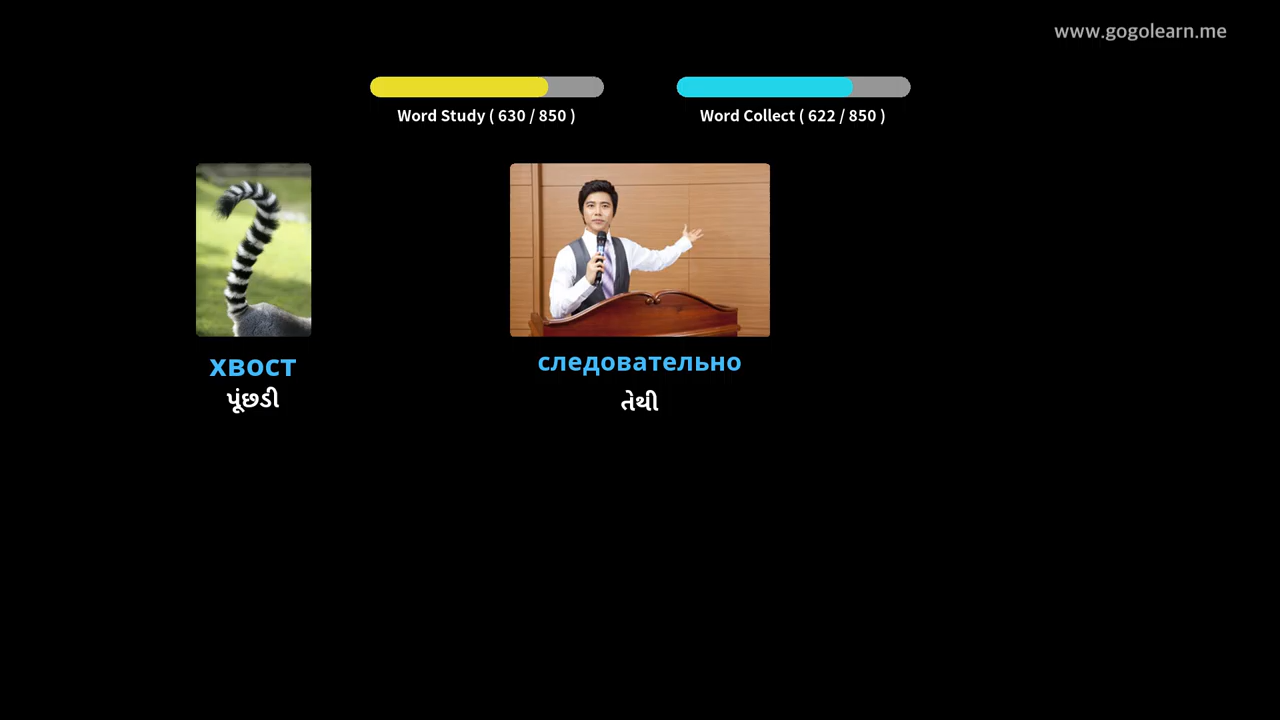 www.gogolearn.me
Word Study ( 630 / 850 )
Word Collect ( 622 / 850 )
хвост
પૂંછડી
следовательно
તેથી